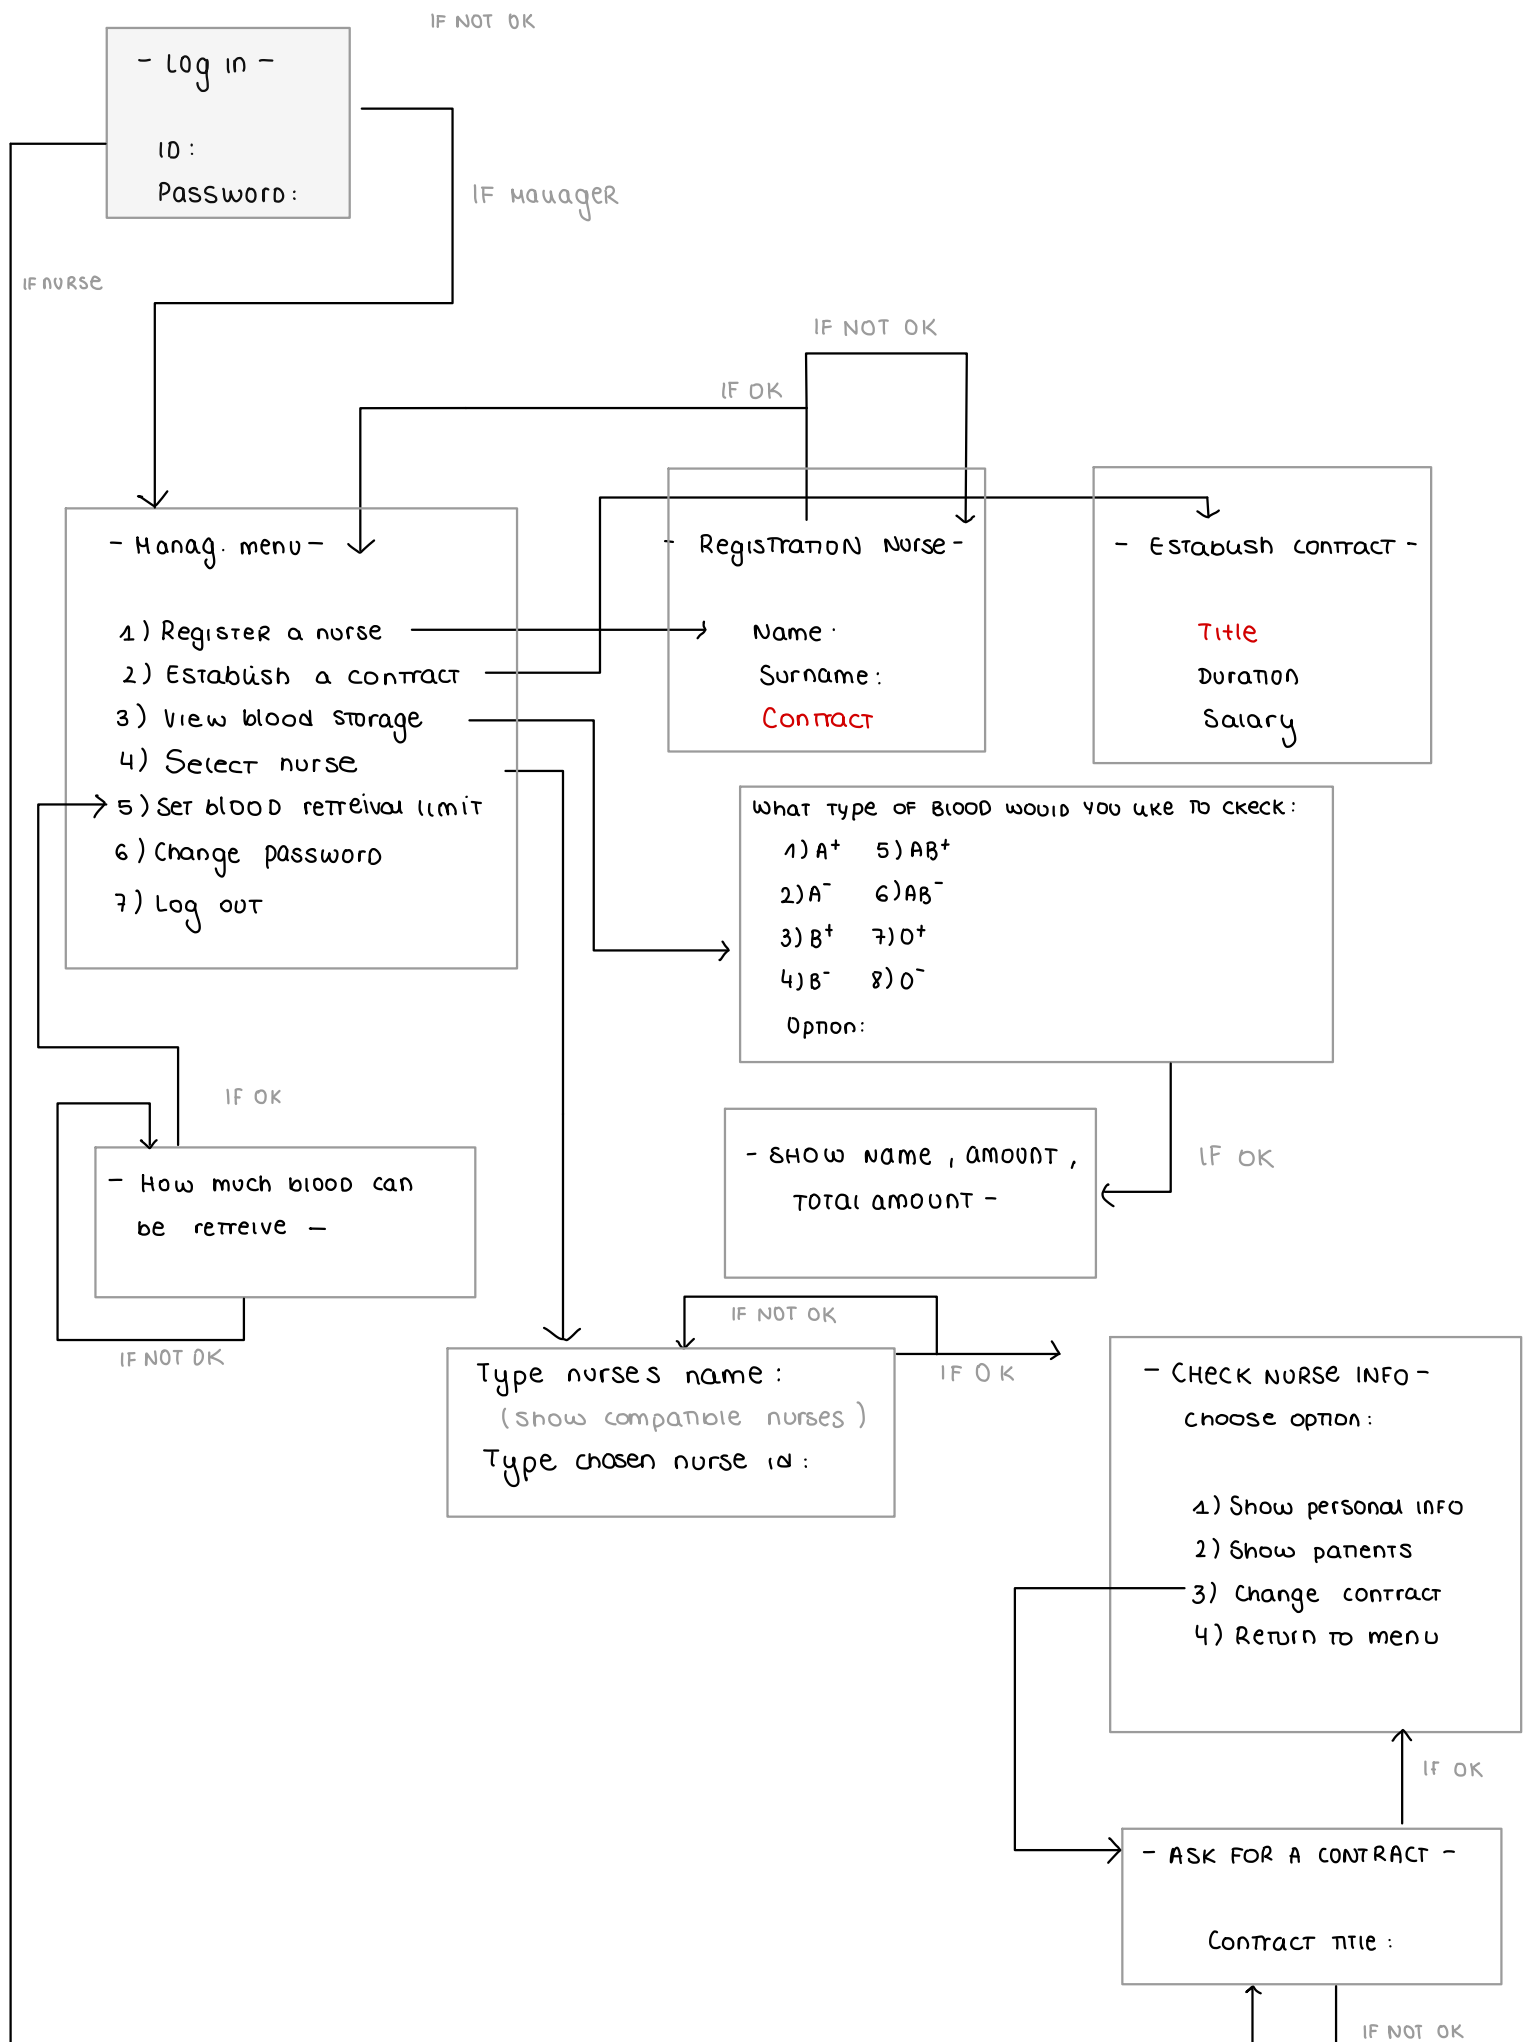 IF NOT OK
- Log in -
ID:
Password:
IF Manager
IF nurse
IF NOT OK
IF OK
- Manag. menu -
1) Register a nurse
2) Establish a contract
3) View blood storage
4) Select nurse
5) Set blood retreival limit
6) Change password
7) Log out
- Registration Nurse -
Name:
Surname:
Contract
- Establish contract -
Title
Duration
Salary
What type of blood would you like to ckeck:
1) A+ 5) AB+
2) A- 6) AB-
3) B+ 7) O+
4) B- 8) O-
Option:
IF OK
- Show name, amount,
total amount -
IF OK
- How much blood can
be retreive -
IF NOT OK
IF NOT OK
IF OK
Type nurses name:
(show compatible nurses)
Type chosen nurse id:
- CHECK NURSE INFO -
Choose option:
1) Show personal info
2) Show patients
3) Change contract
4) Return to menu
IF OK
- ASK FOR A CONTRACT -
Contract title:
IF NOT OK